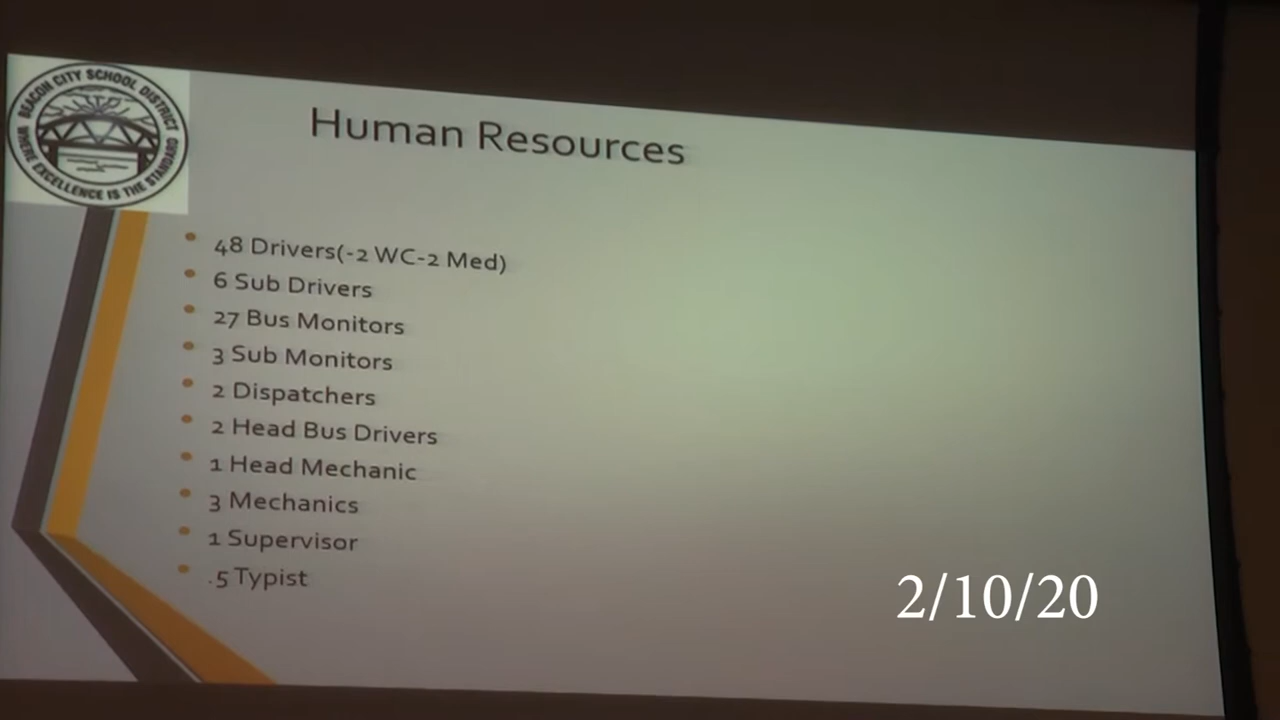 BEACON CITY SCHOOL DISTRICT
WHERE EXCELLENCE IS THE STANDARD
Human Resources
48 Drivers(-2 WC-2 Med)
6 Sub Drivers
27 Bus Monitors
3 Sub Monitors
2 Dispatchers
2 Head Bus Drivers
1 Head Mechanic
3 Mechanics
1 Supervisor
.5 Typist
2/10/20